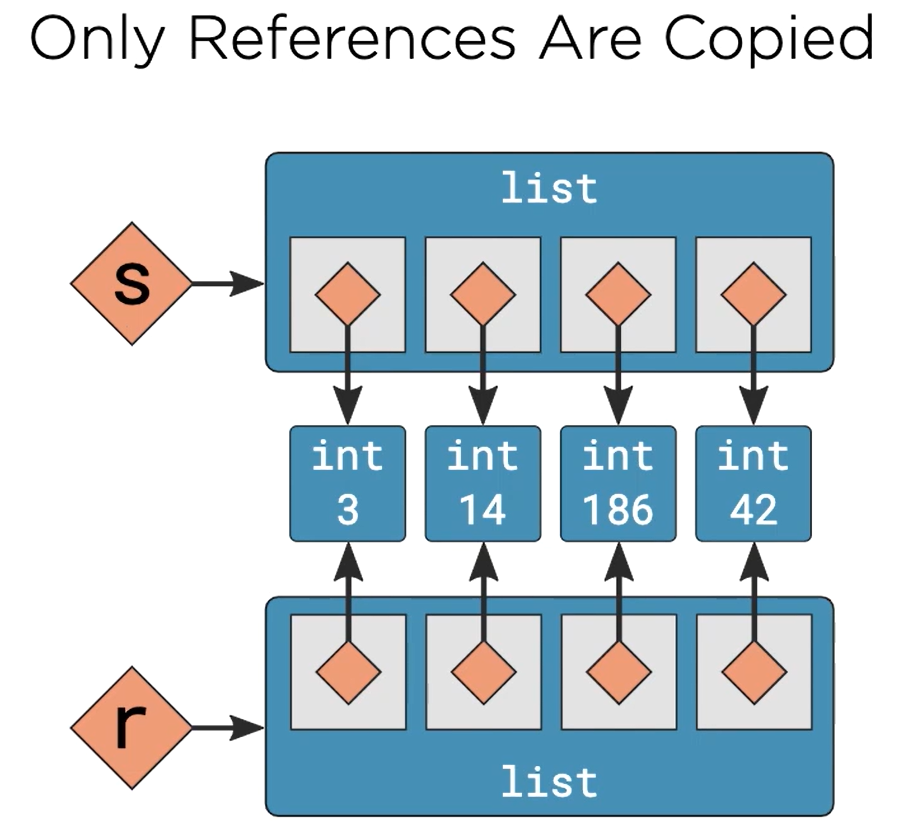 Only References Are Copied
list
s
int int int int
3 14 186 42
r
list